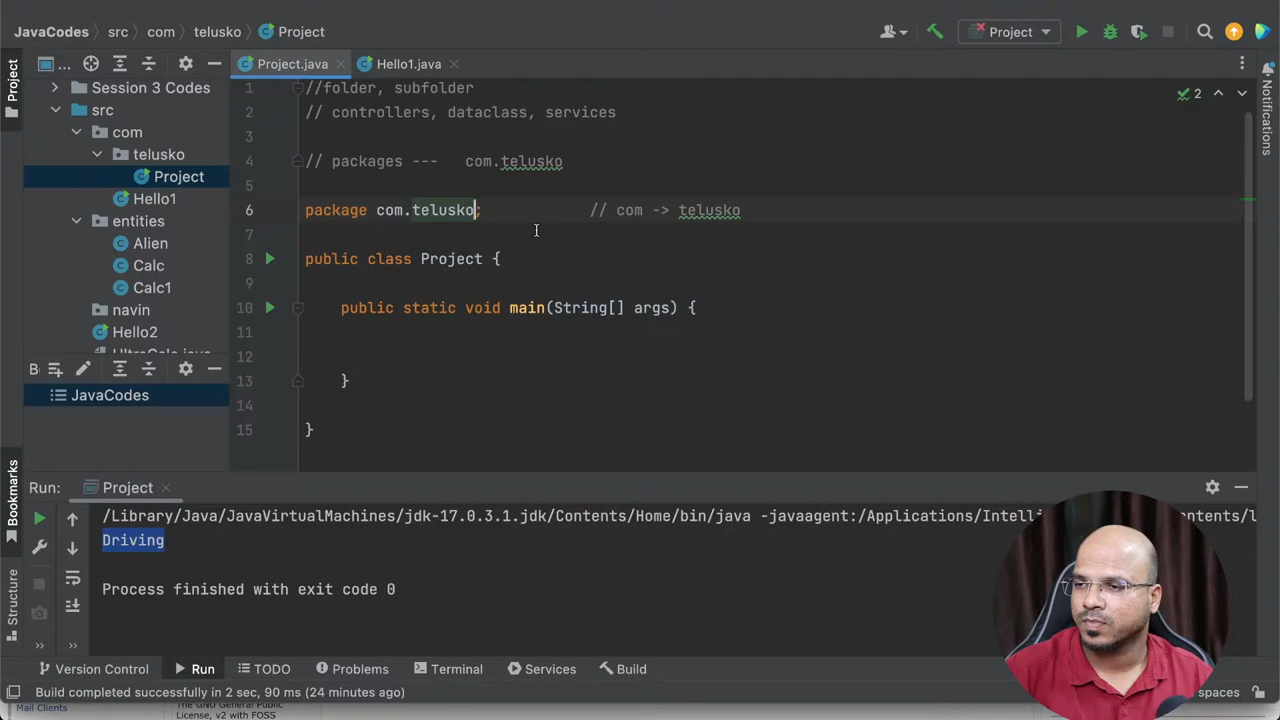 JavaCodes
src
com
telusko
Project
Project
Project
...
Project.java
Hello1.java
Session 3 Codes
src
com
telusko
Project
Hello1
entities
Alien
Calc
Calc1
navin
Hello2
UltraCalc.java
B
JavaCodes
1 //folder, subfolder
2 // controllers, dataclass, services
3
4 // packages --- com.telusko
5
6 package com.telusko; // com -> telusko
7
8 public class Project {
9
10 public static void main(String[] args) {
11
12
13 }
14
15 }
2
Notifications
Bookmarks
Structure
Run: Project
/Library/Java/JavaVirtualMachines/jdk-17.0.3.1.jdk/Contents/Home/bin/java -javaagent:/Applications/Intell
Driving
Process finished with exit code 0
Version Control
Run
TODO
Problems
Terminal
Services
Build
Build completed successfully in 2 sec, 90 ms (24 minutes ago)
spaces
Mail Clients
The GNU General Public
License, v2 with FOSS